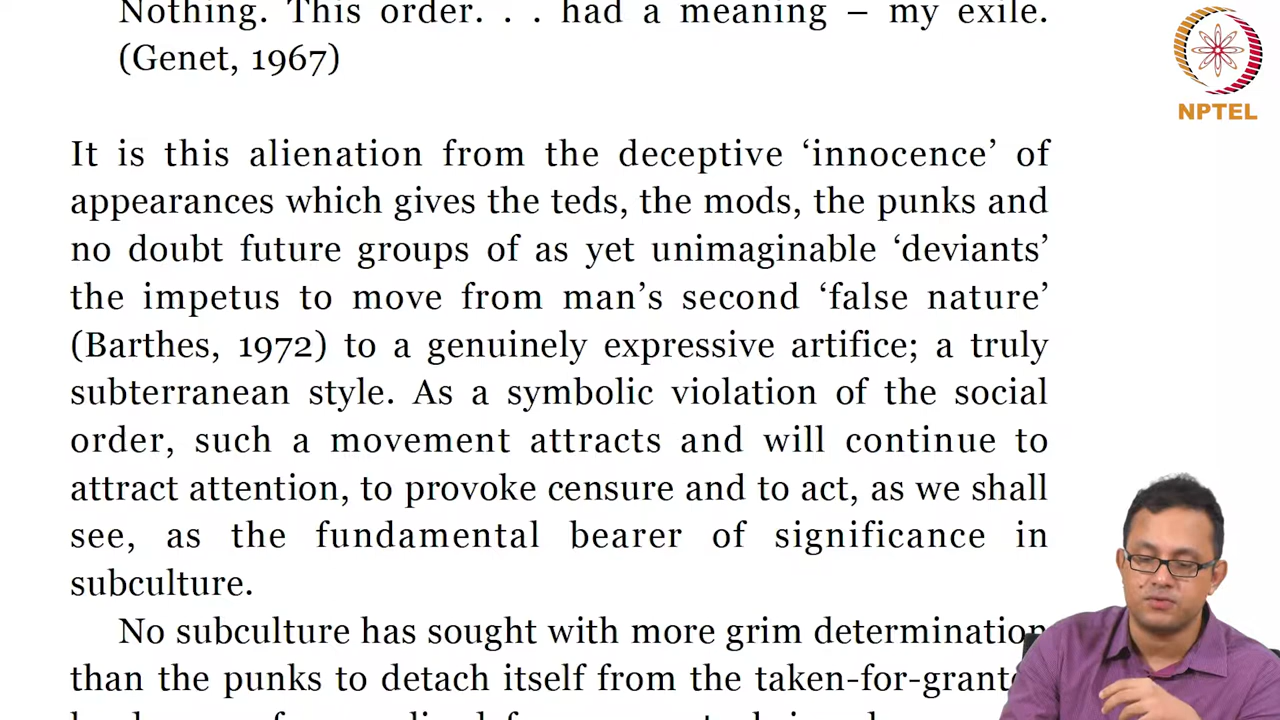 Nothing. This order. . . had a meaning – my exile.
(Genet, 1967)
NPTEL
It is this alienation from the deceptive ‘innocence’ of
appearances which gives the teds, the mods, the punks and
no doubt future groups of as yet unimaginable ‘deviants’
the impetus to move from man’s second ‘false nature’
(Barthes, 1972) to a genuinely expressive artifice; a truly
subterranean style. As a symbolic violation of the social
order, such a movement attracts and will continue to
attract attention, to provoke censure and to act, as we shall
see, as the fundamental bearer of significance in
subculture.
No subculture has sought with more grim determination
than the punks to detach itself from the